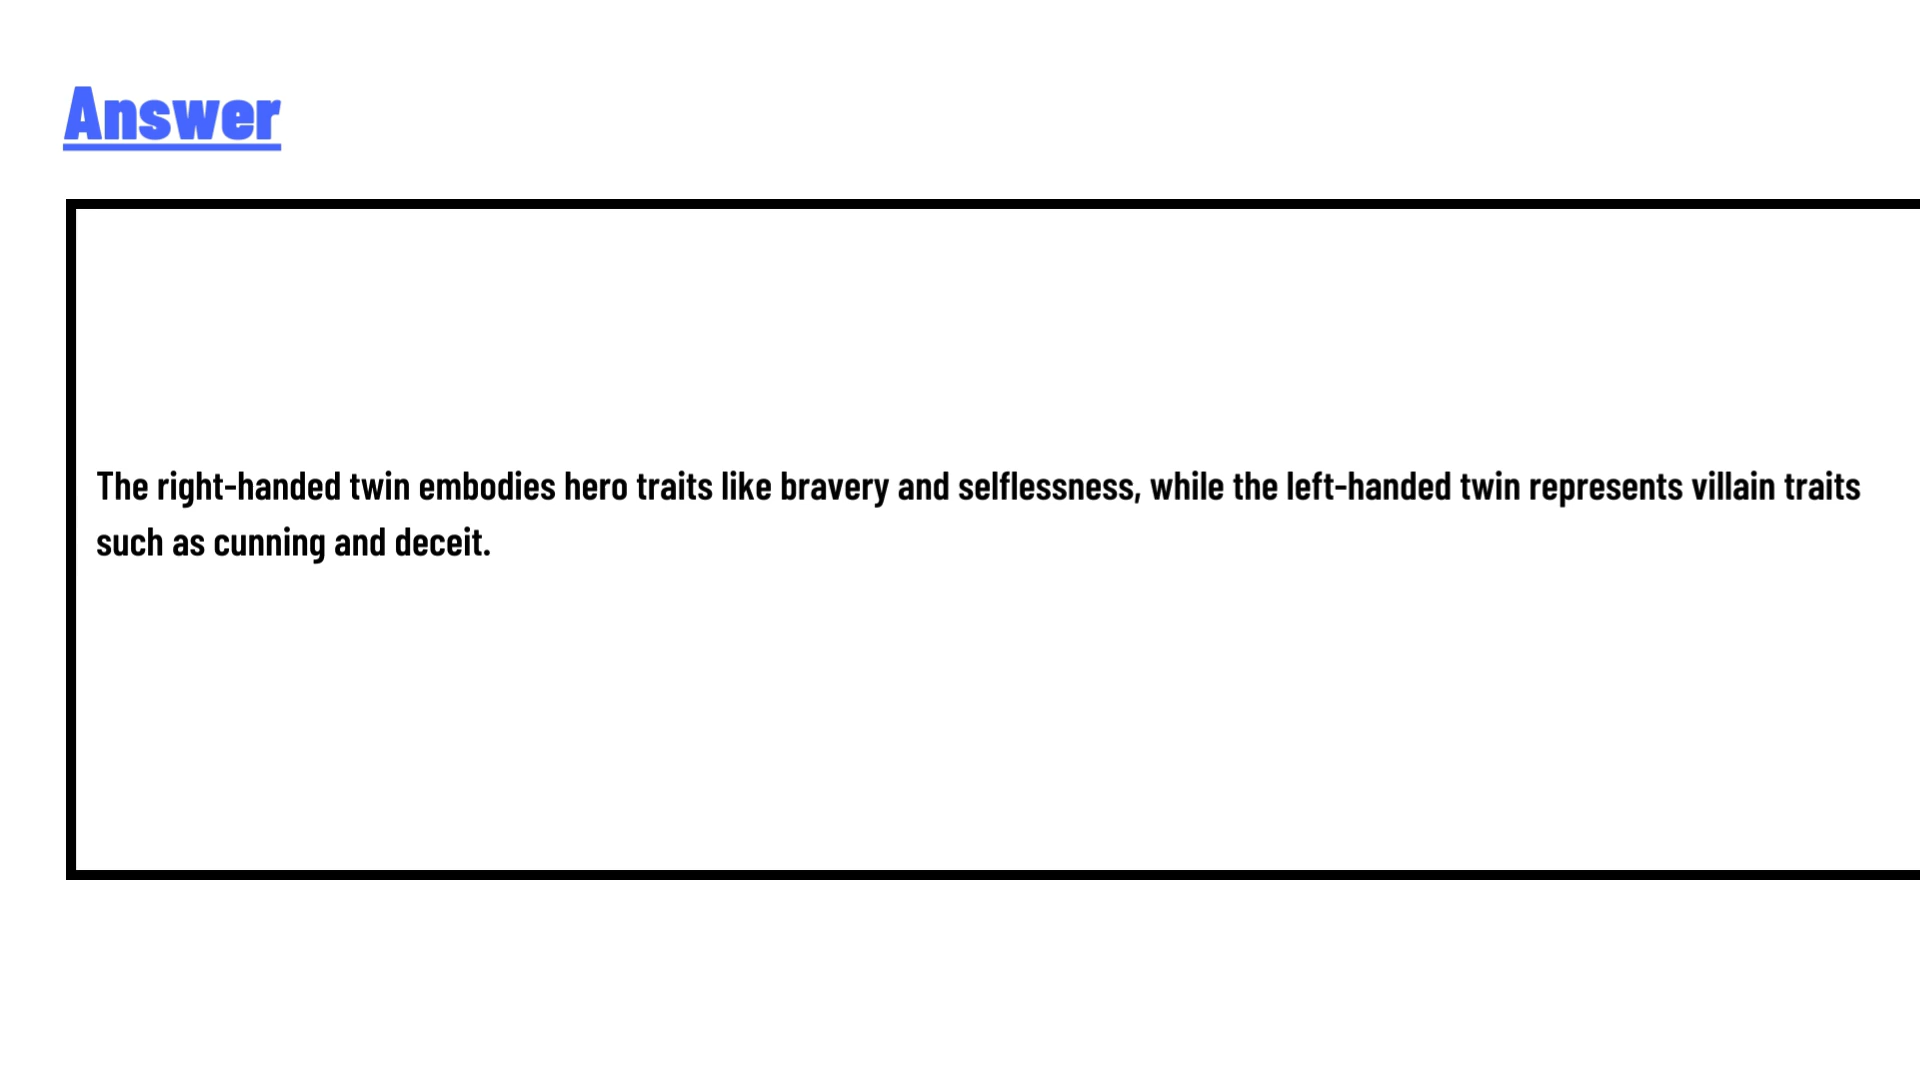 Answer
The right-handed twin embodies hero traits like bravery and selflessness, while the left-handed twin represents villain traits
such as cunning and deceit.